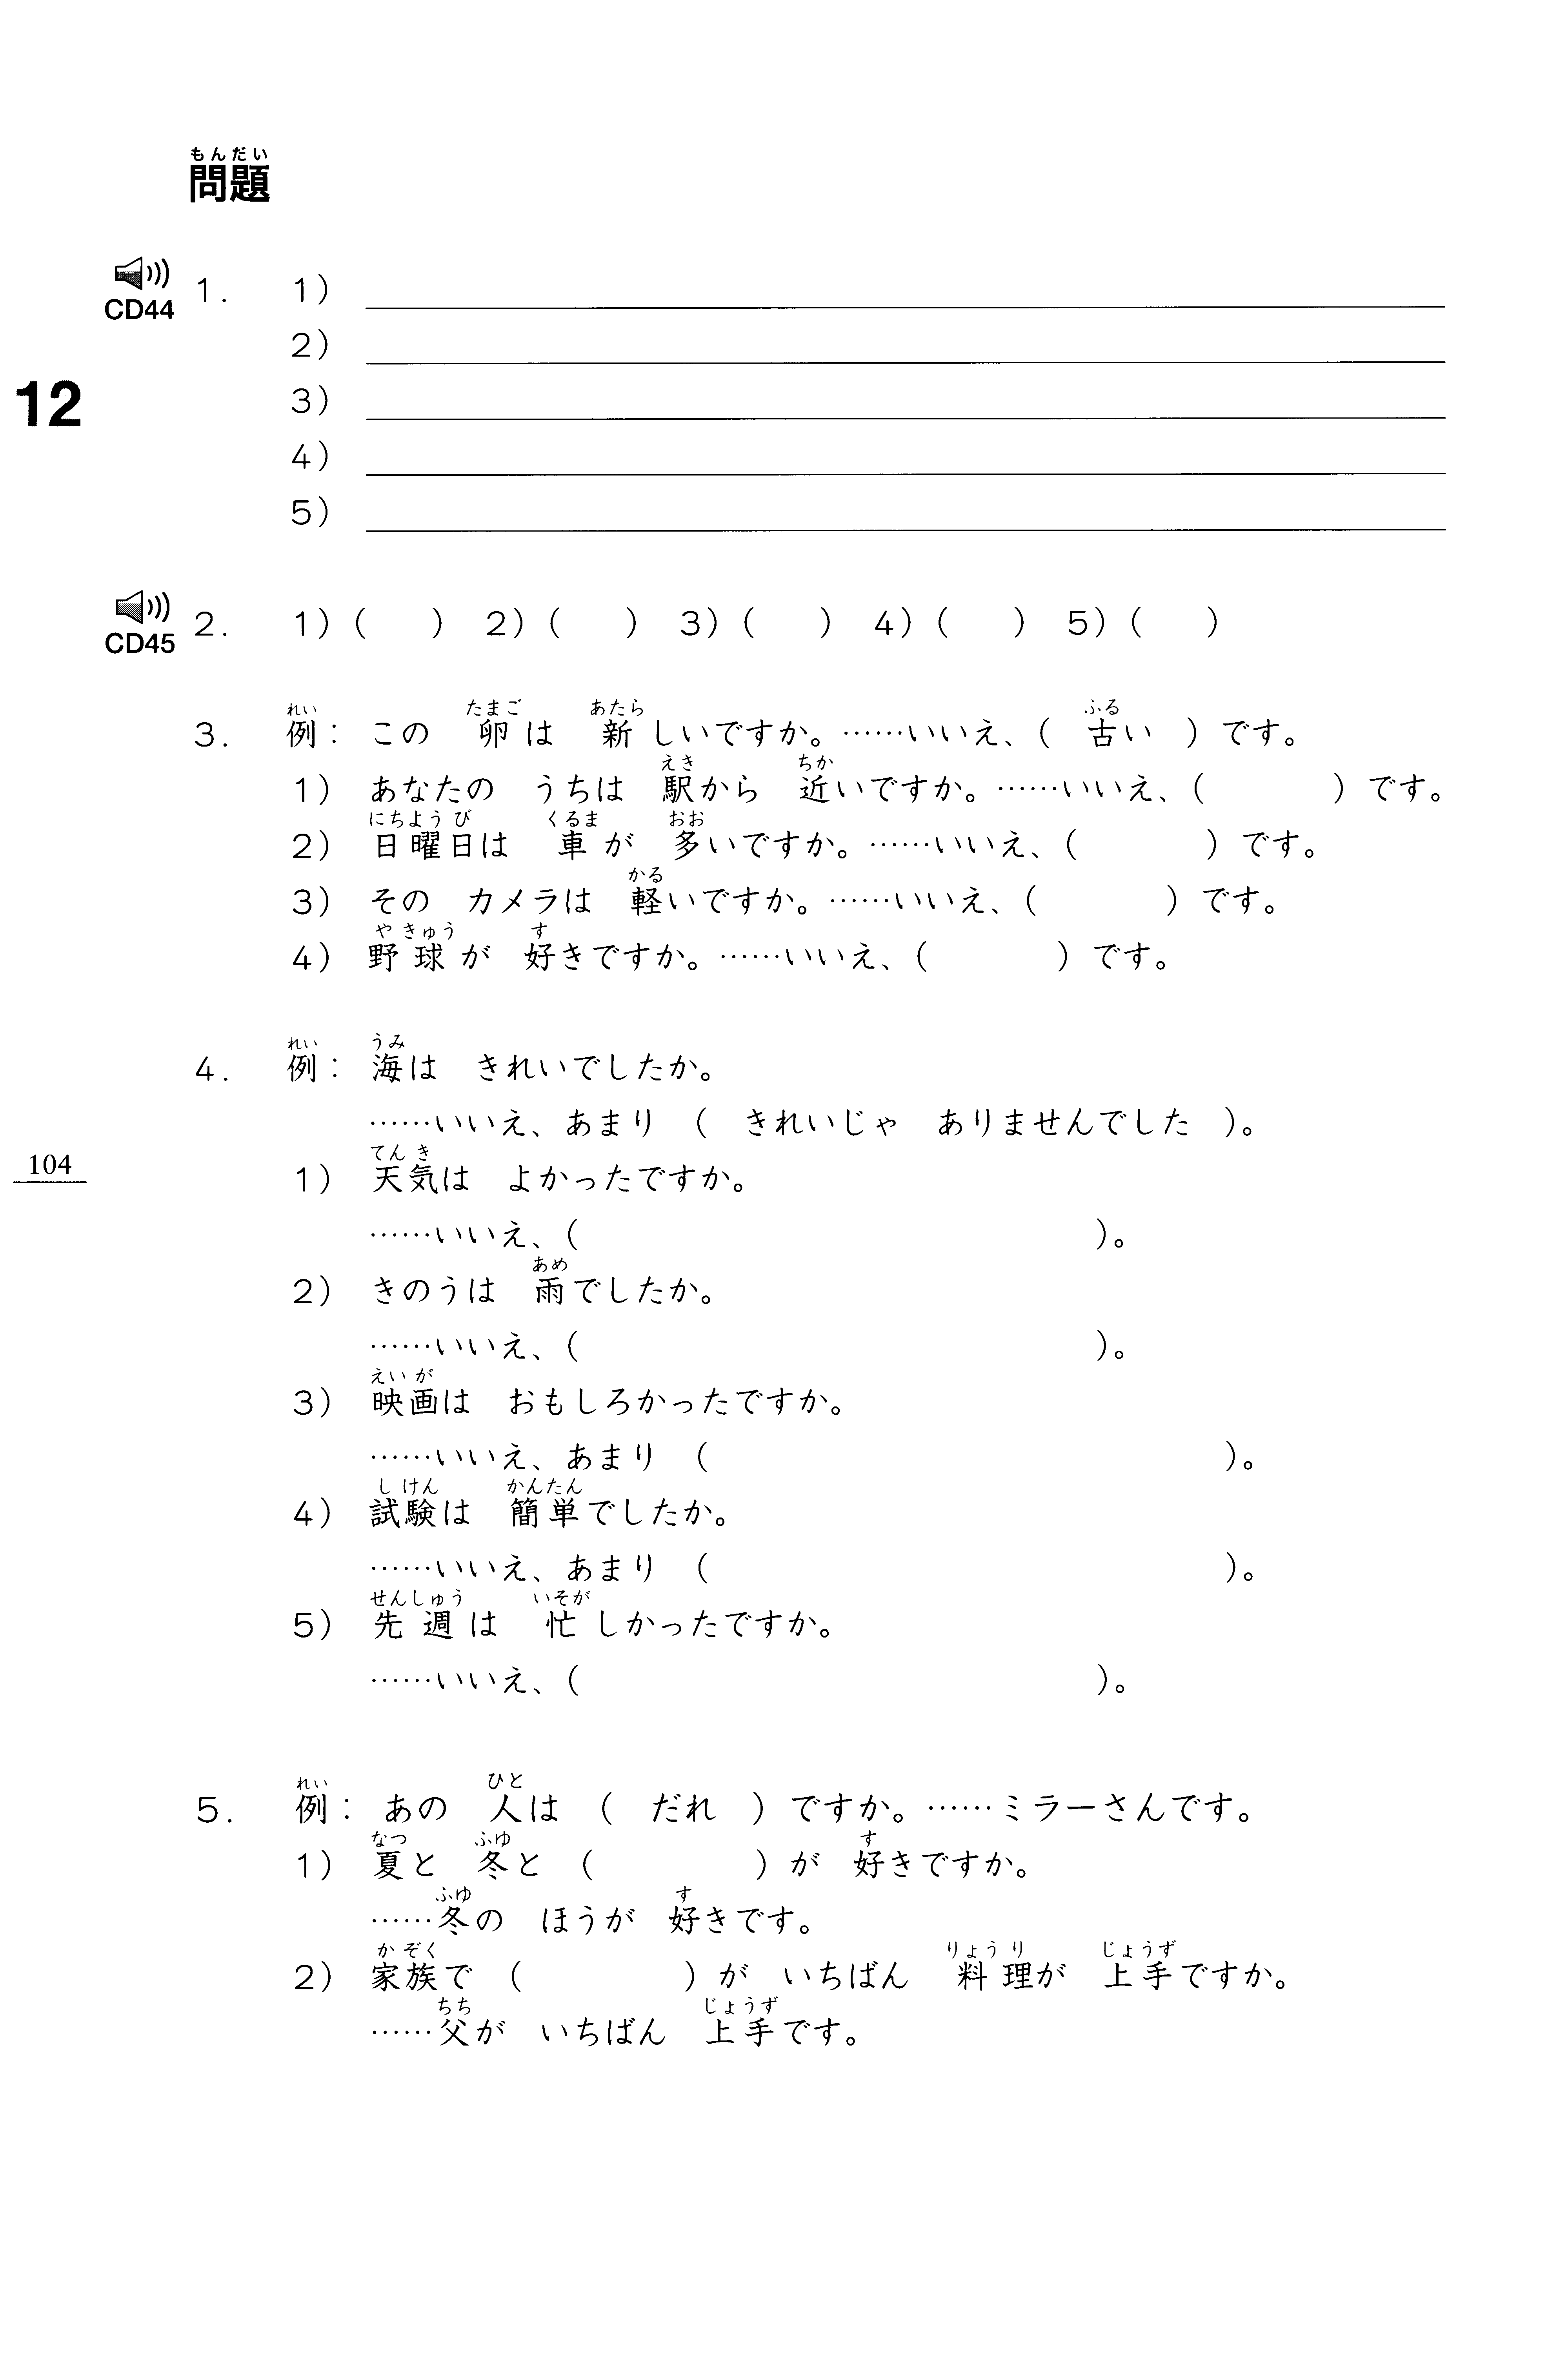 もんだい
問題
CD44
1. 1)
2)
12
3)
4)
5)
CD45
2. 1) (   ) 2) (   ) 3) (   ) 4) (   ) 5) (   )
れい たまご あたら ふる
3. 例： この 卵は 新しいですか。……いいえ、( 古い ) です。
えき ちか
1) あなたの うちは 駅から 近いですか。……いいえ、(   ) です。
にちようび くるま おお
2) 日曜日は 車が 多いですか。……いいえ、(   ) です。
かる
3) その カメラは 軽いですか。……いいえ、(   ) です。
やきゅう す
4) 野球が 好きですか。……いいえ、(   ) です。
れい うみ
4. 例： 海は きれいでしたか。
……いいえ、あまり ( きれいじゃ ありませんでした )。
104
てんき
1) 天気は よかったですか。
……いいえ、(   )。
あめ
2) きのうは 雨でしたか。
……いいえ、(   )。
えいが
3) 映画は おもしろかったですか。
……いいえ、あまり (   )。
しけん かんたん
4) 試験は 簡単でしたか。
……いいえ、あまり (   )。
せんしゅう いそが
5) 先週は 忙しかったですか。
……いいえ、(   )。
れい ひと
5. 例： あの 人は ( だれ ) ですか。……ミラーさんです。
なつ ふゆ す
1) 夏と 冬と (   ) が 好きですか。
ふゆ す
……冬の ほうが 好きです。
かぞく りょうり じょうず
2) 家族で (   ) が いちばん 料理が 上手ですか。
ちち じょうず
……父が いちばん 上手です。